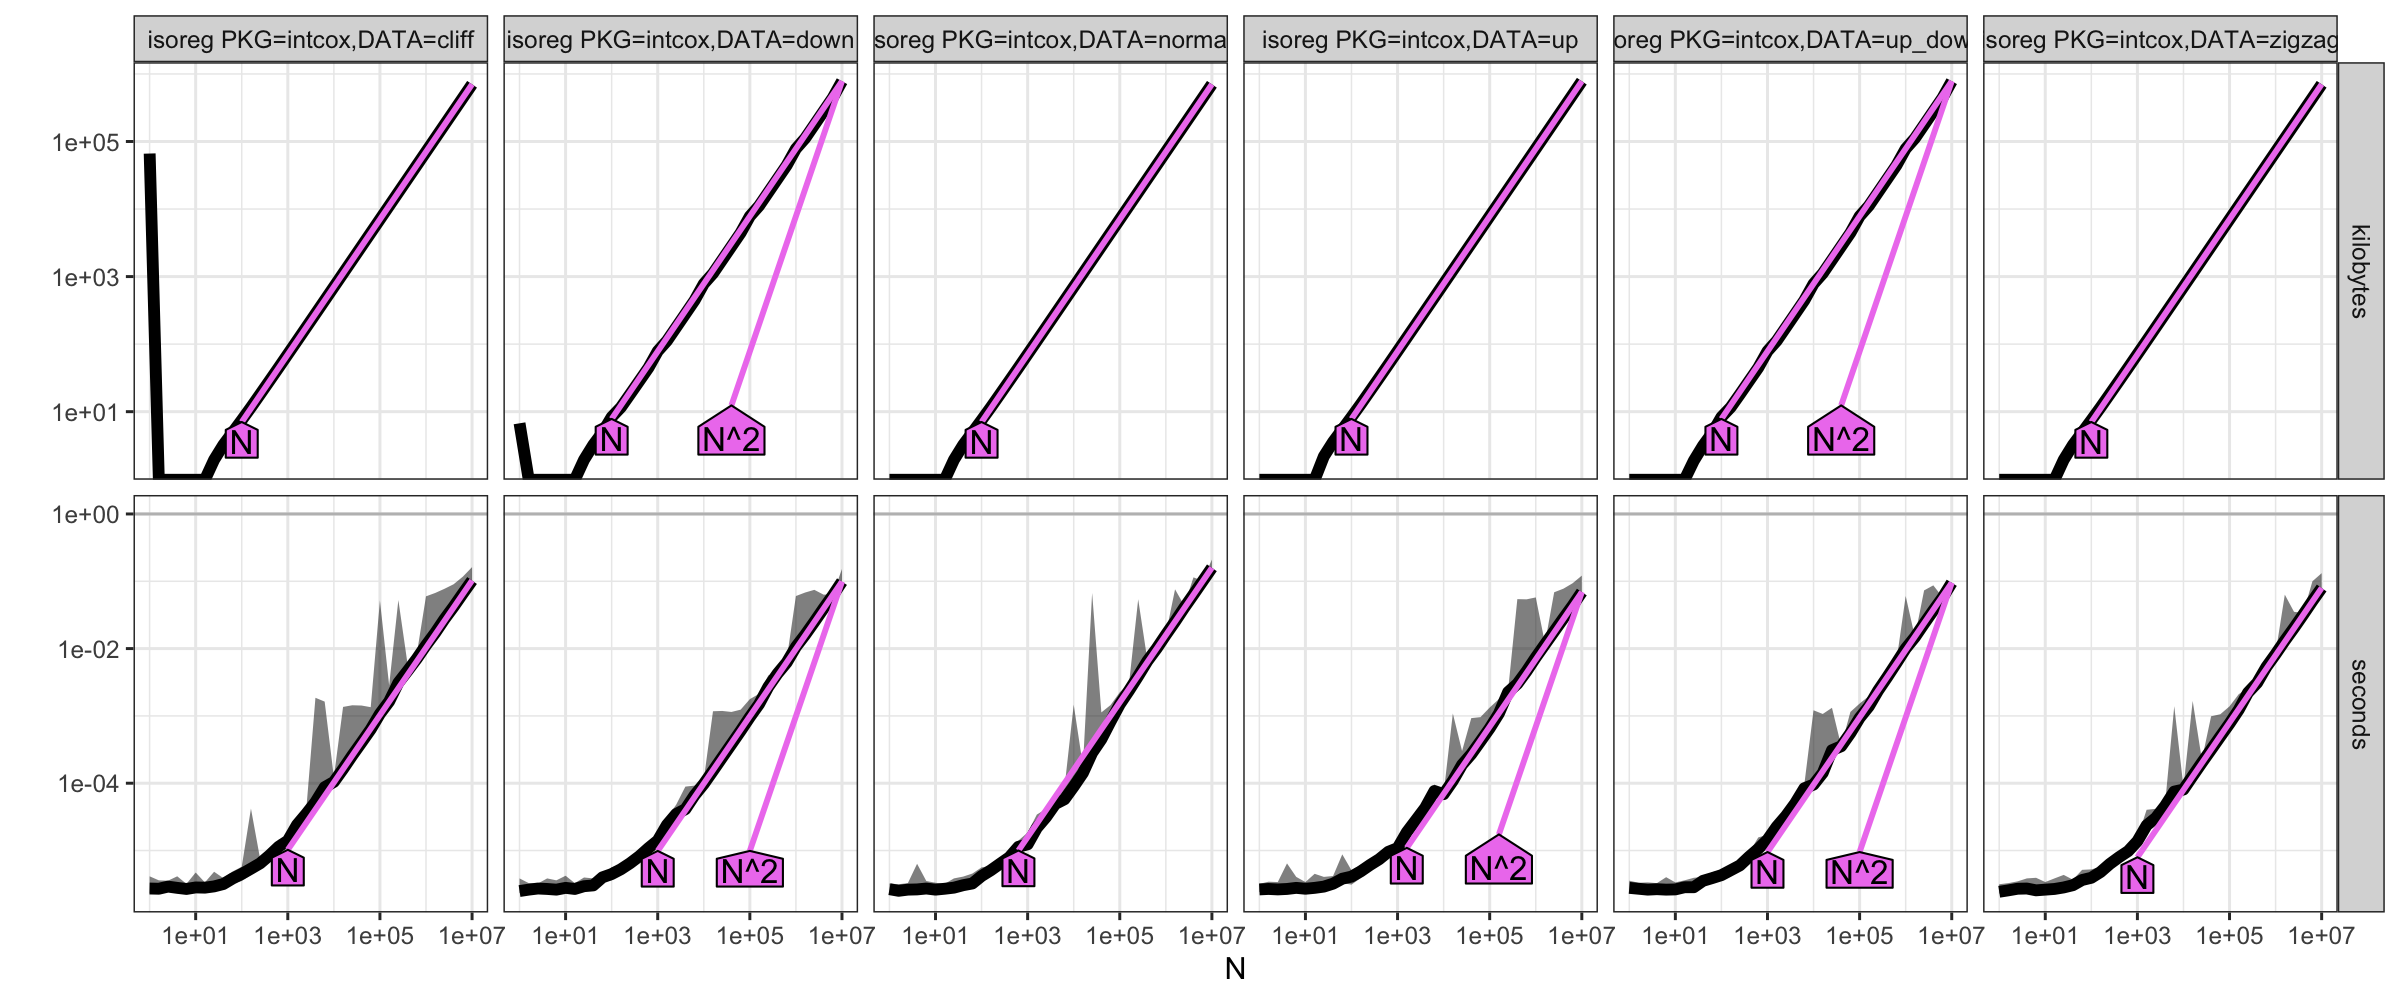 isoreg PKG=intcox,DATA=cliff
isoreg PKG=intcox,DATA=down
soreg PKG=intcox,DATA=norma
isoreg PKG=intcox,DATA=up
oreg PKG=intcox,DATA=up_dow
soreg PKG=intcox,DATA=zigzag
1e+05
1e+03
1e+01
N
N
N^2
N
N
N
N^2
N
kilobytes
1e+00
1e-02
1e-04
N
N
N^2
N
N
N^2
N
N^2
N
seconds
1e+01 1e+03 1e+05 1e+07
1e+01 1e+03 1e+05 1e+07
1e+01 1e+03 1e+05 1e+07
1e+01 1e+03 1e+05 1e+07
1e+01 1e+03 1e+05 1e+07
1e+01 1e+03 1e+05 1e+07
N